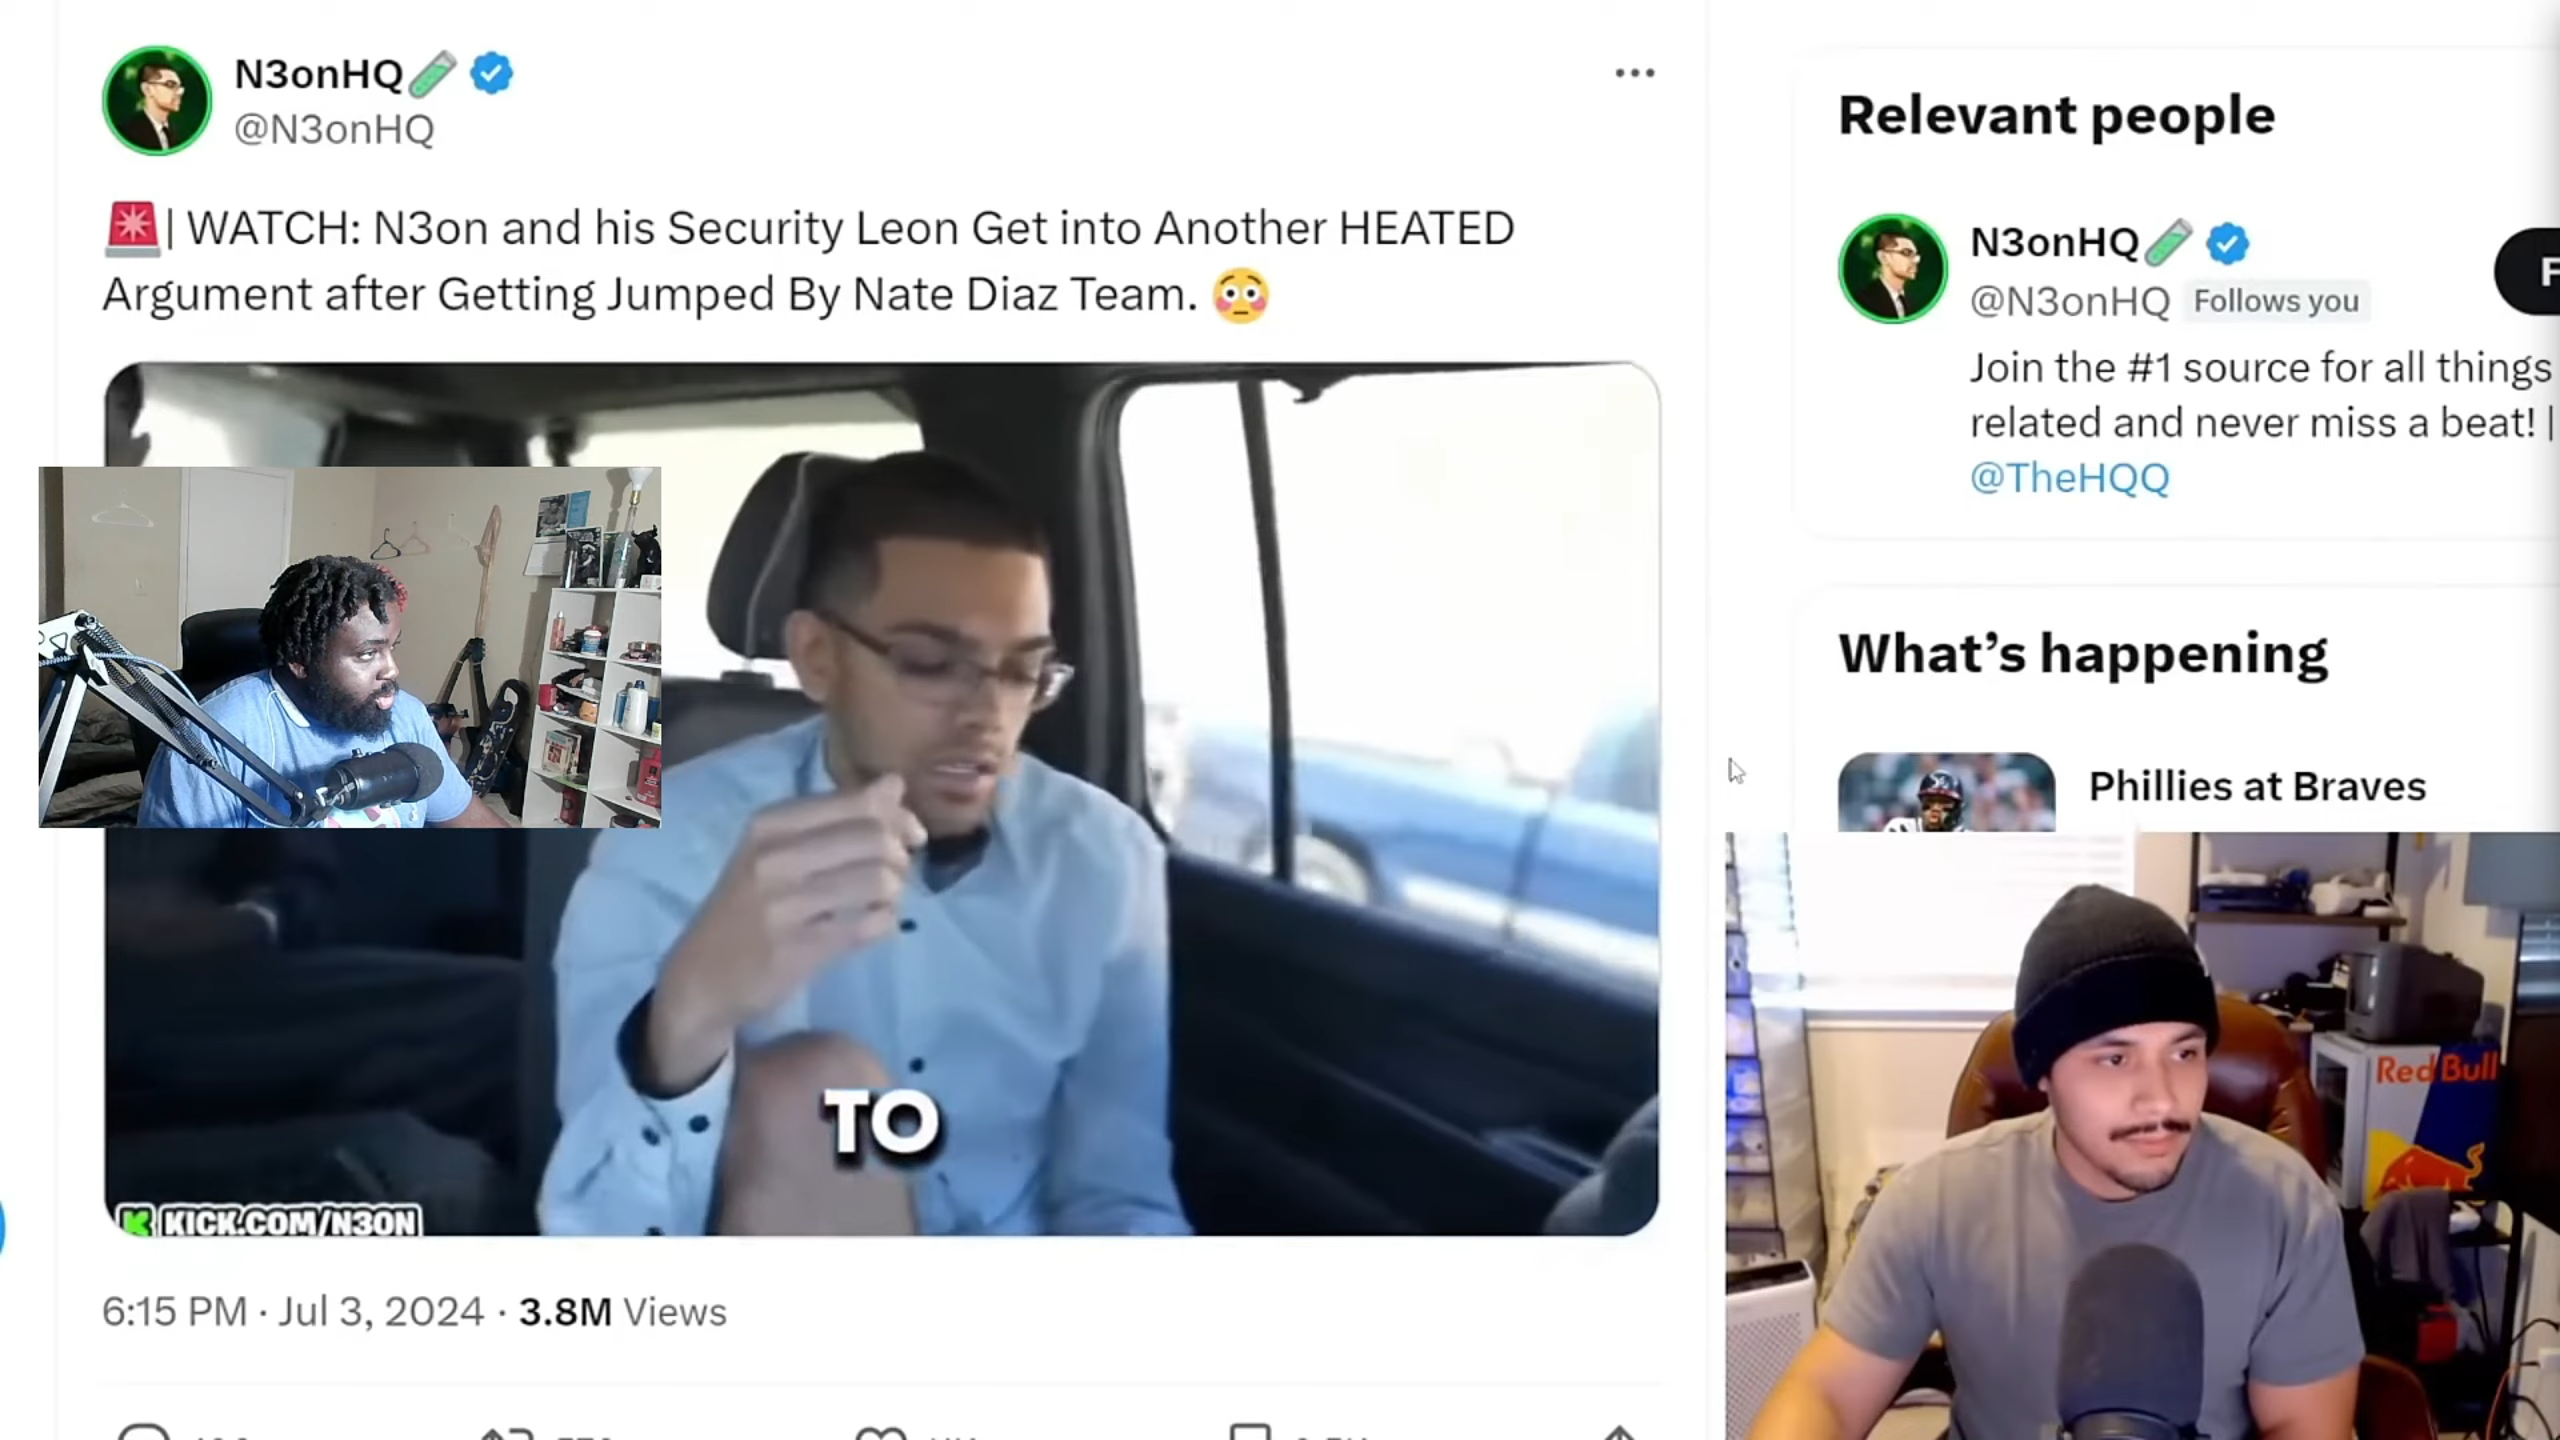 N3onHQ
@N3onHQ
| WATCH: N3on and his Security Leon Get into Another HEATED
Argument after Getting Jumped By Nate Diaz Team.
TO
KICK.COM/N3ON
6:15 PM · Jul 3, 2024 · 3.8M Views
Relevant people
N3onHQ
@N3onHQ Follows you
Join the #1 source for all things
related and never miss a beat! |
@TheHQQ
What's happening
Phillies at Braves
Red Bull